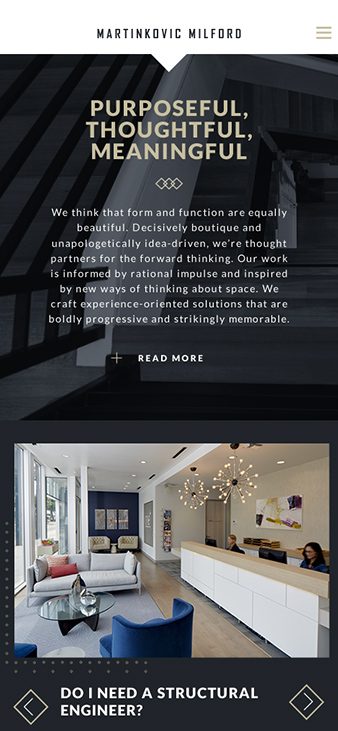 MARTINKOVIC MILFORD
PURPOSEFUL,
THOUGHTFUL,
MEANINGFUL
We think that form and function are equally
beautiful. Decisively boutique and
unapologetically idea-driven, we're thought
partners for the forward thinking. Our work
is informed by rational impulse and inspired
by new ways of thinking about space. We
craft experience-oriented solutions that are
boldly progressive and strikingly memorable.
READ MORE
DO I NEED A STRUCTURAL
ENGINEER?